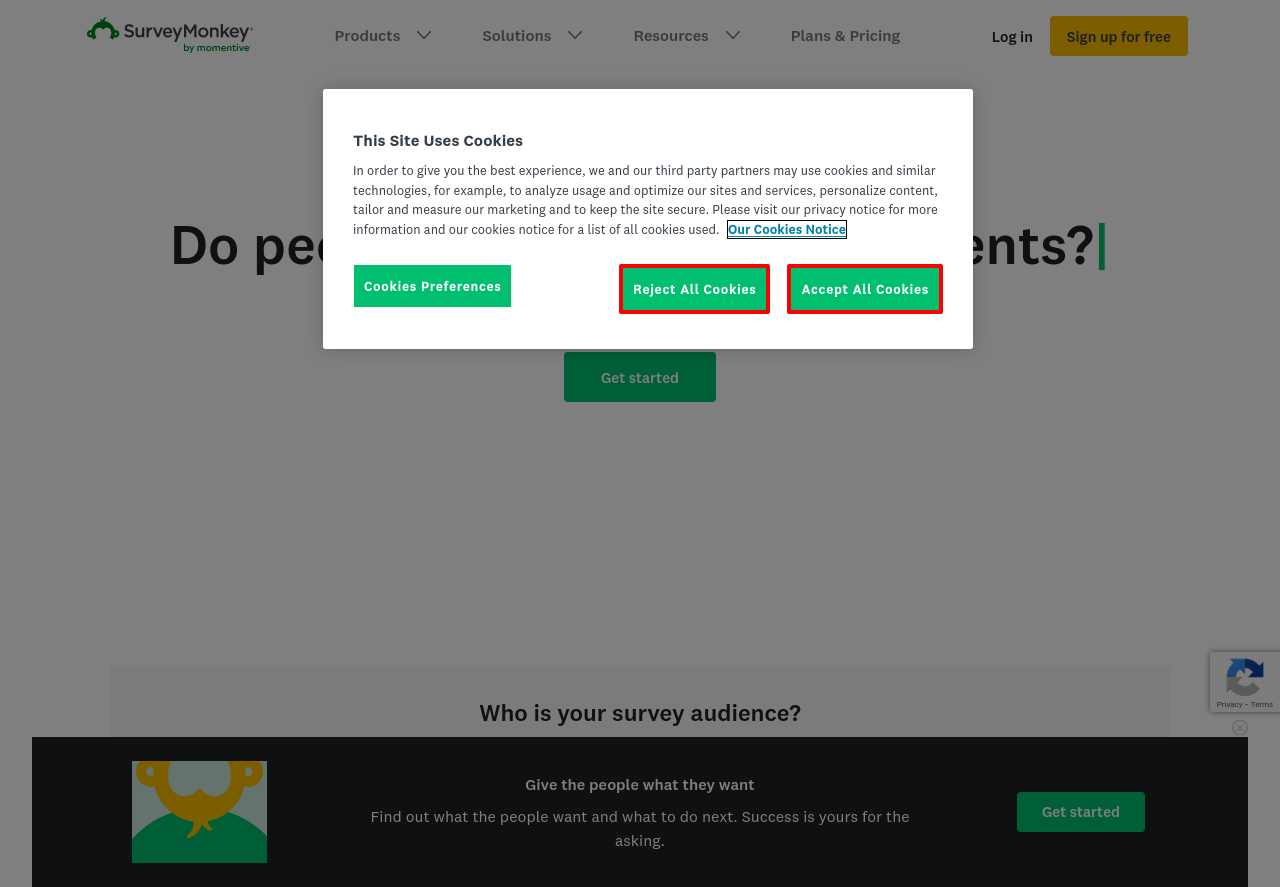 SurveyMonkey®
by momentive
Products
Solutions
Resources
Plans & Pricing
Log in
Sign up for free
This Site Uses Cookies
In order to give you the best experience, we and our third party partners may use cookies and similar
technologies, for example, to analyze usage and optimize our sites and services, personalize content,
tailor and measure our marketing and to keep the site secure. Please visit our privacy notice for more
information and our cookies notice for a list of all cookies used. Our Cookies Notice
Do
Cookies Preferences
Reject All Cookies
Accept All Cookies
Get started
Who is your survey audience?
Privacy - Terms
Give the people what they want
Find out what the people want and what to do next. Success is yours for the
asking.
Get started